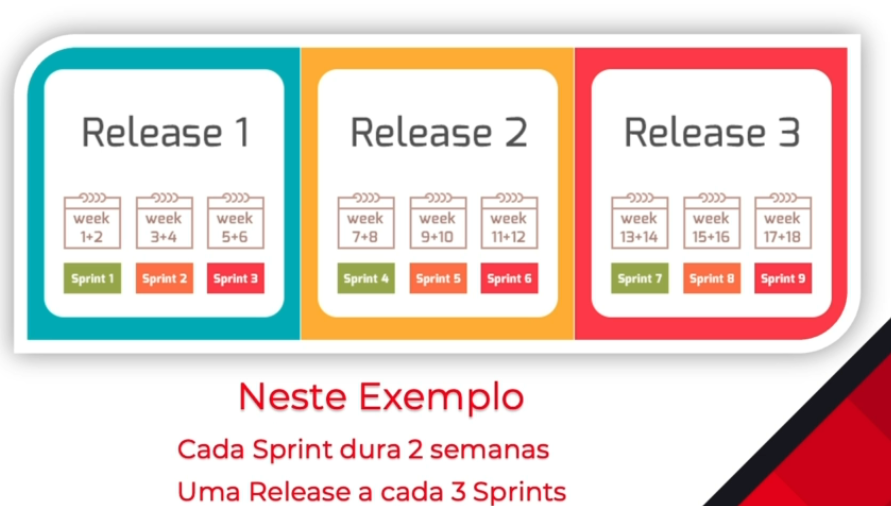 Release 1
week 1+2
week 3+4
week 5+6
Sprint 1
Sprint 2
Sprint 3
Release 2
week 7+8
week 9+10
week 11+12
Sprint 4
Sprint 5
Sprint 6
Release 3
week 13+14
week 15+16
week 17+18
Sprint 7
Sprint 8
Sprint 9
Neste Exemplo
Cada Sprint dura 2 semanas
Uma Release a cada 3 Sprints